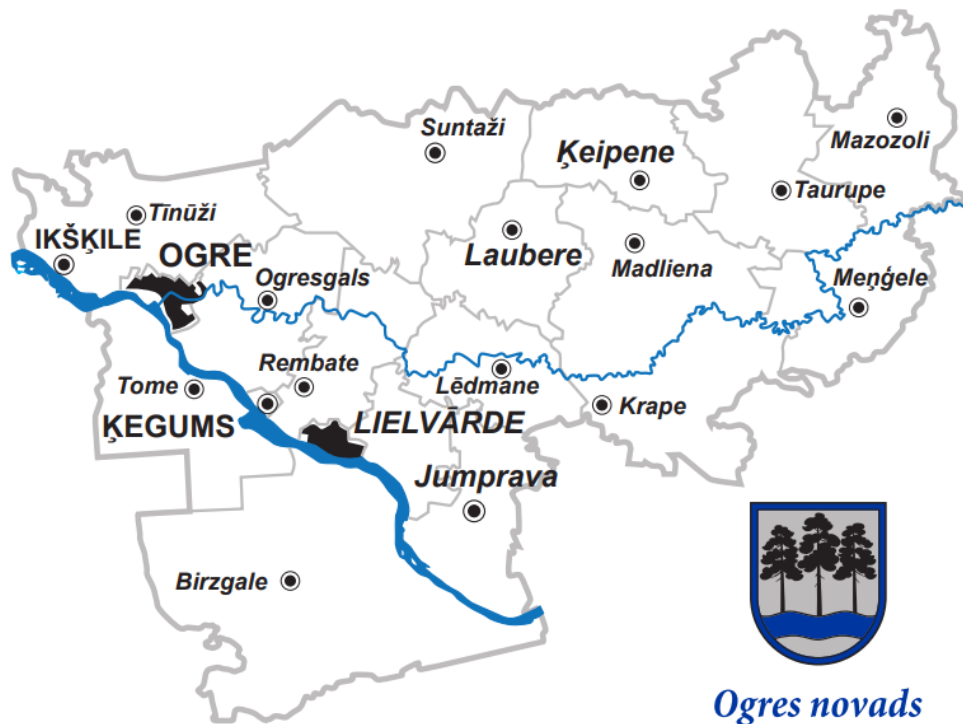 Suntaži
Ķeipene
Mazozoli
Taurupe
Tīnūži
IKŠĶILE
OGRE
Laubere
Madliena
Ogresgals
Meņģele
Rembate
Lēdmane
Tome
Krape
ĶEGUMS
LIELVĀRDE
Jumprava
Birzgale
Ogres novads